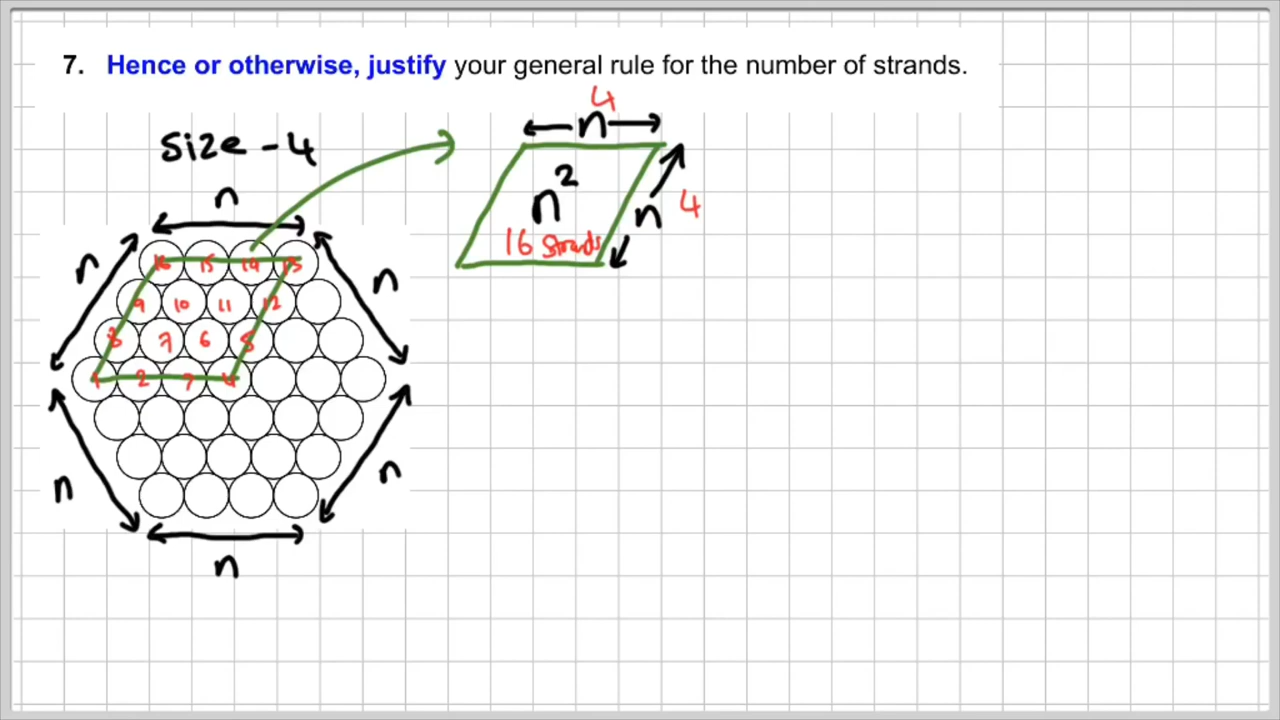 7. Hence or otherwise, justify your general rule for the number of strands.
size - 4
4
n
n
n²
n
4
16 strands
n
n
16 15 14 13
9 10 11 12
8 7 6 5
1 2 7 4
n
n
n